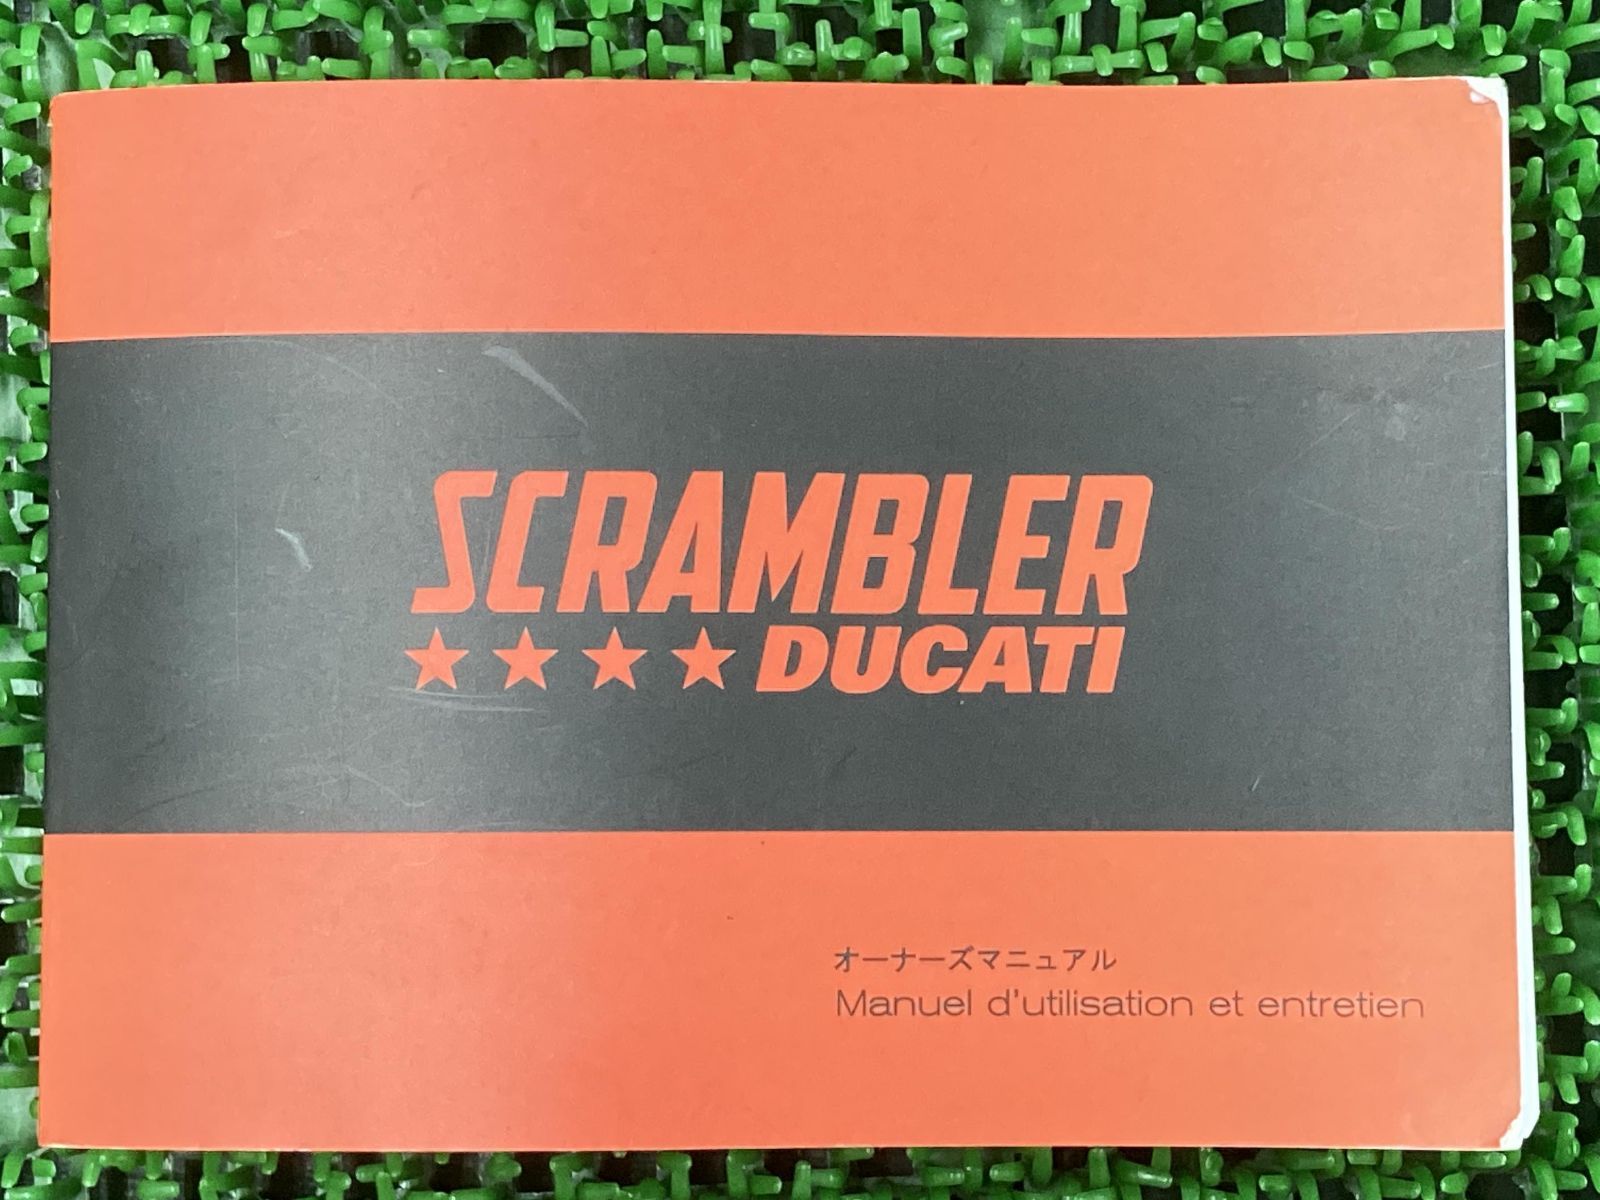 SCRAMBLER
★★★★ DUCATI
オーナーズマニュアル
Manuel d'utilisation et entretien